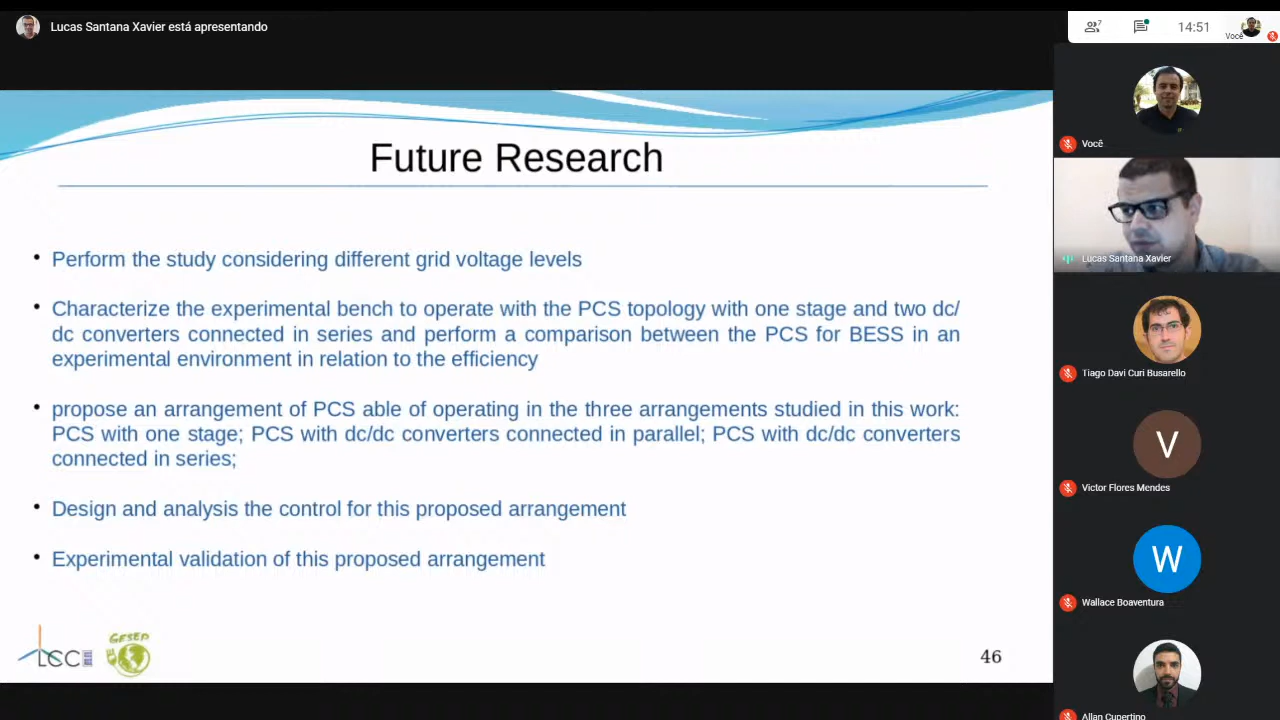 Lucas Santana Xavier está apresentando
7
14:51
Você
Future Research
Você
• Perform the study considering different grid voltage levels
Lucas Santana Xavier
• Characterize the experimental bench to operate with the PCS topology with one stage and two dc/
dc converters connected in series and perform a comparison between the PCS for BESS in an
experimental environment in relation to the efficiency
Tiago Davi Curi Busarello
• propose an arrangement of PCS able of operating in the three arrangements studied in this work:
PCS with one stage; PCS with dc/dc converters connected in parallel; PCS with dc/dc converters
connected in series;
V
Victor Flores Mendes
• Design and analysis the control for this proposed arrangement
• Experimental validation of this proposed arrangement
W
Wallace Boaventura
LCCE
GESEP
46
Allan Cupertino